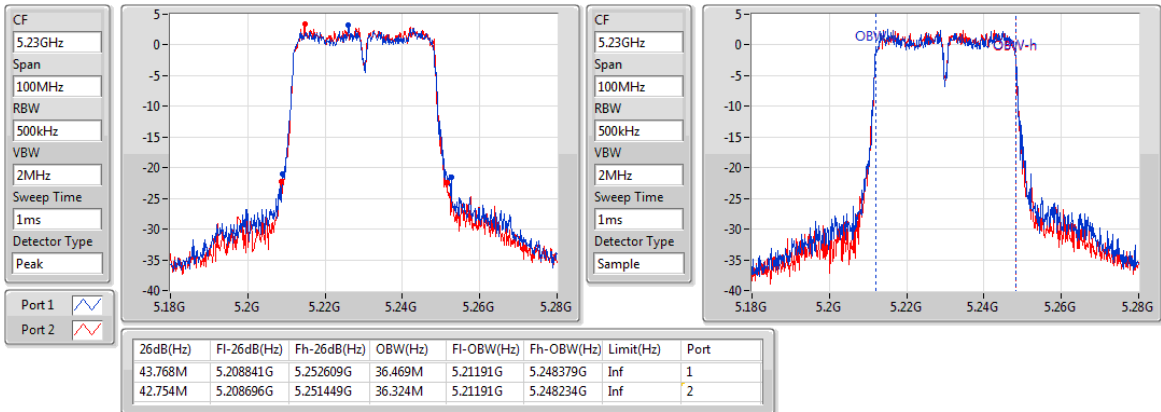 CF
5.23GHz
Span
100MHz
RBW
500kHz
VBW
2MHz
Sweep Time
1ms
Detector Type
Peak
Port 1
Port 2
5
0
-5
-10
-15
-20
-25
-30
-35
-40
5.18G 5.2G 5.22G 5.24G 5.26G 5.28G
CF
5.23GHz
Span
100MHz
RBW
500kHz
VBW
2MHz
Sweep Time
1ms
Detector Type
Sample
5
0
-5
-10
-15
-20
-25
-30
-35
-40
OBW
OBW-h
5.18G 5.2G 5.22G 5.24G 5.26G 5.28G
26dB(Hz) Fl-26dB(Hz) Fh-26dB(Hz) OBW(Hz) Fl-OBW(Hz) Fh-OBW(Hz) Limit(Hz) Port
43.768M 5.208841G 5.252609G 36.469M 5.21191G 5.248379G Inf 1
42.754M 5.208696G 5.251449G 36.324M 5.21191G 5.248234G Inf 2